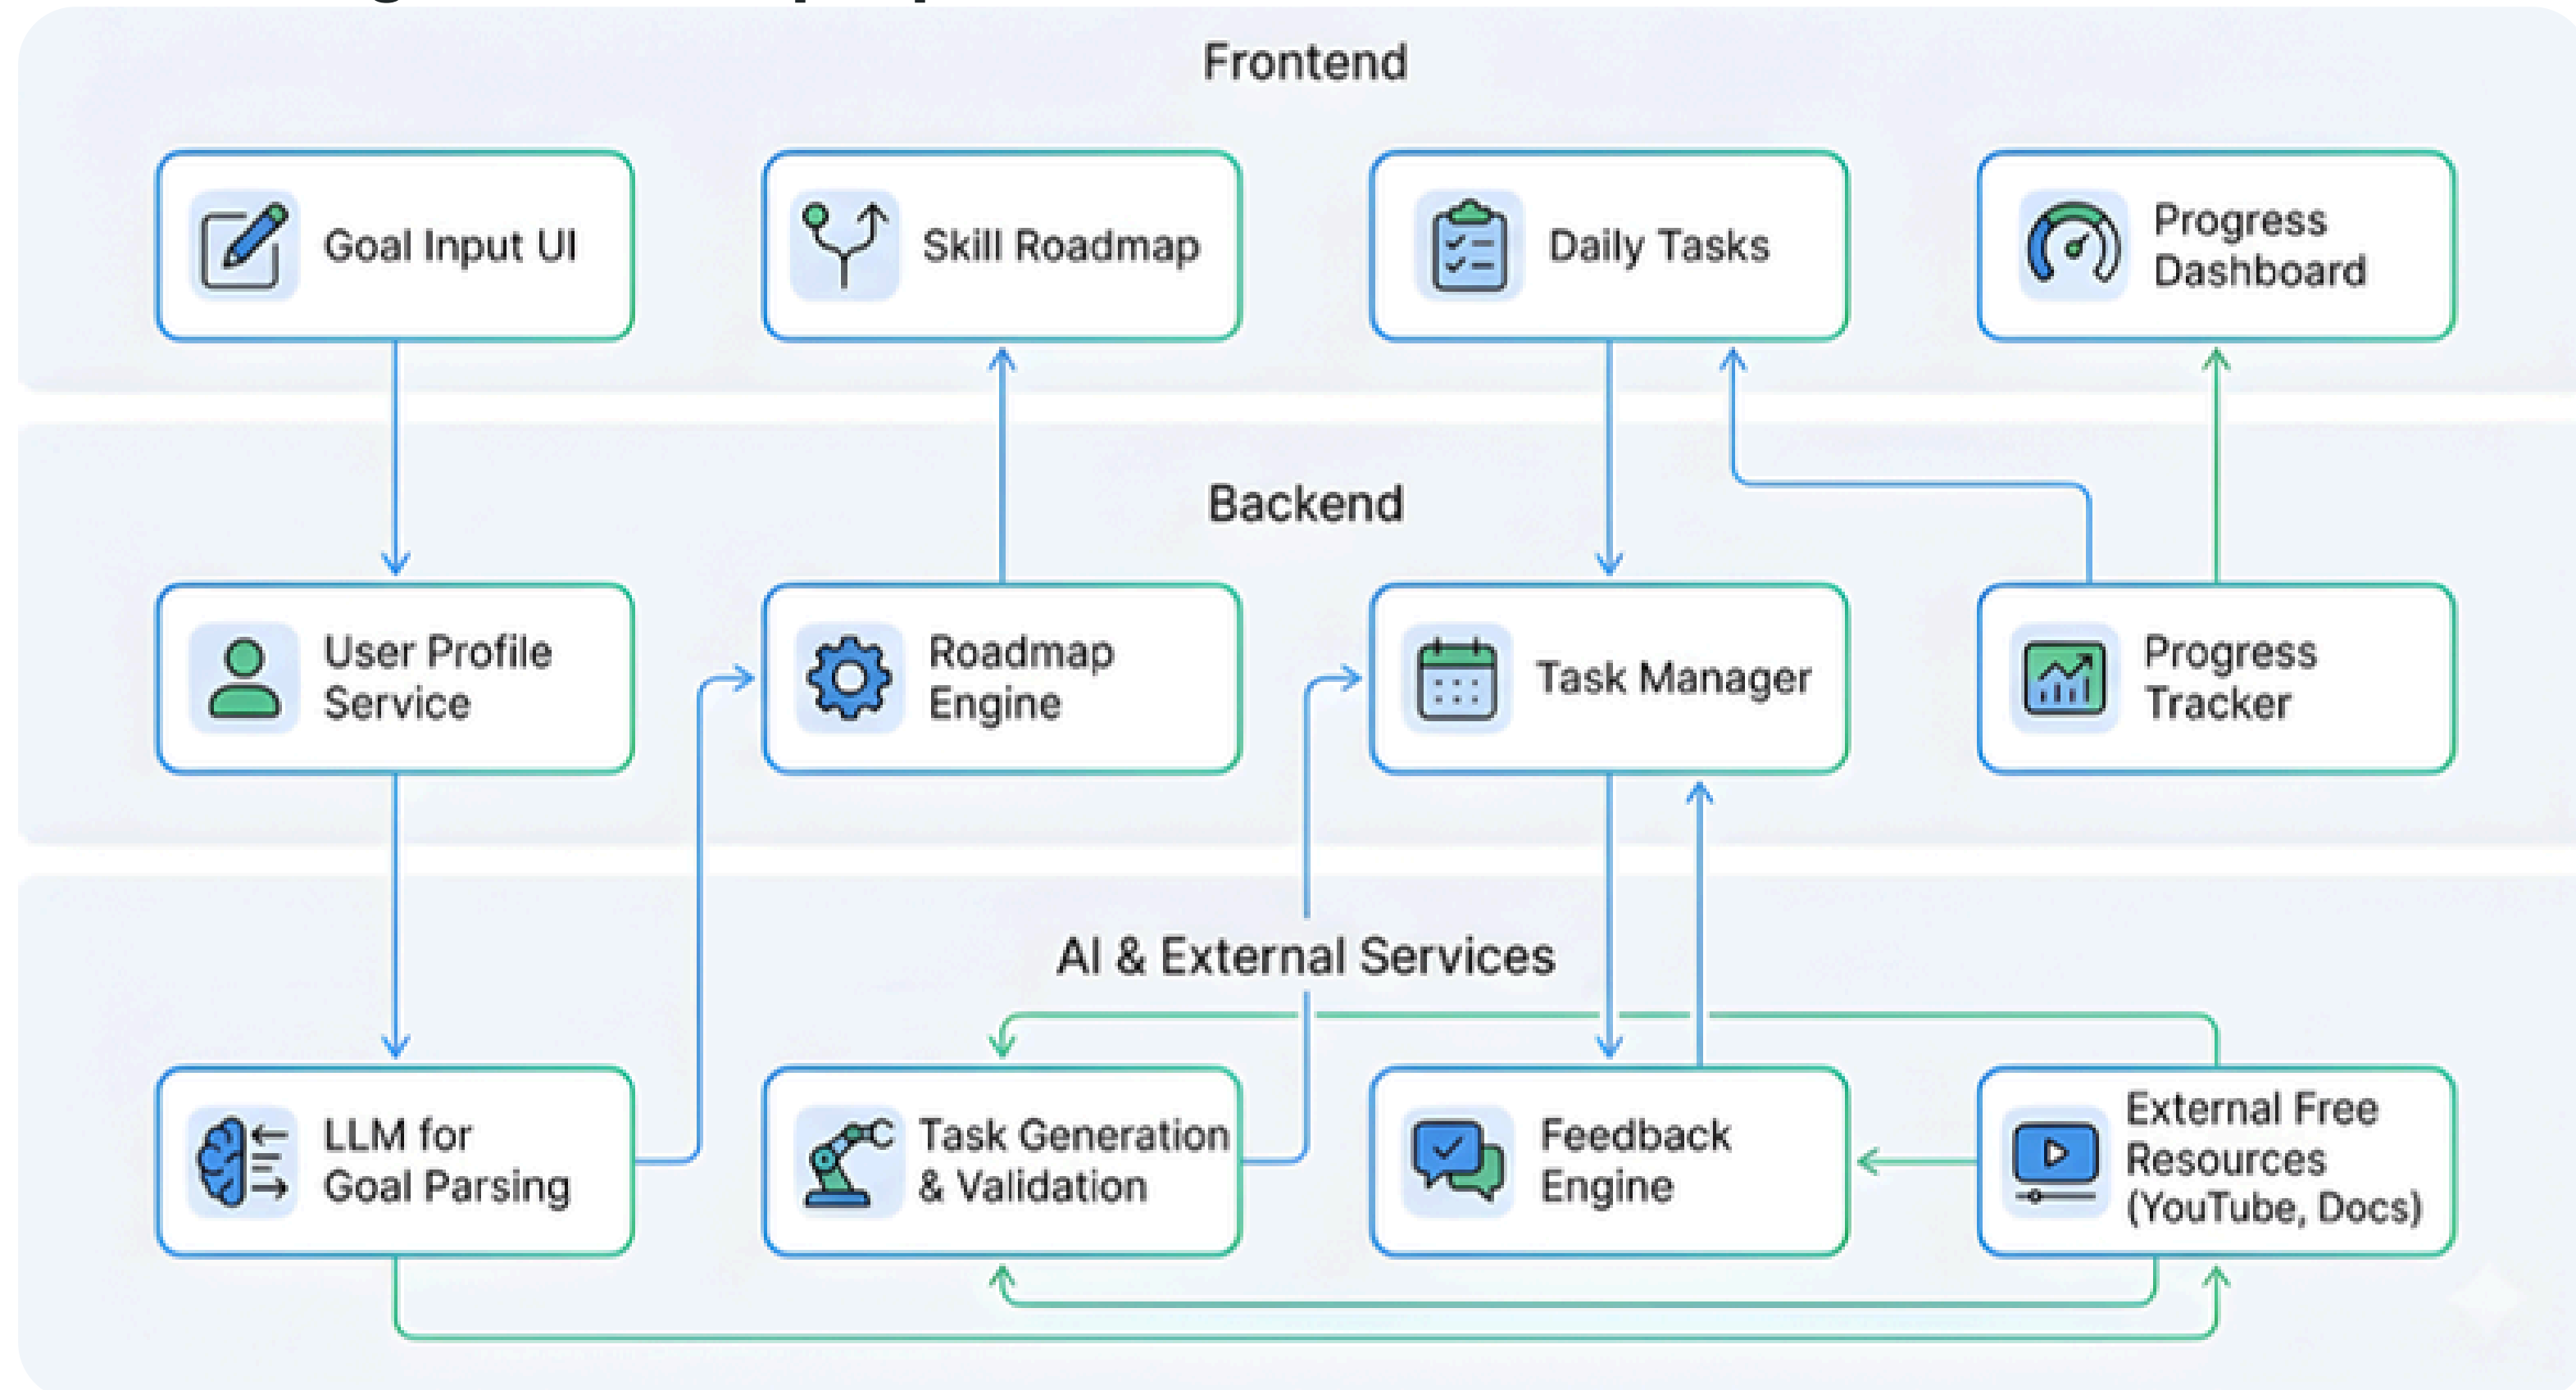 Frontend
Goal Input UI
Skill Roadmap
Daily Tasks
Progress
Dashboard
Backend
User Profile
Service
Roadmap
Engine
Task Manager
Progress
Tracker
AI & External Services
LLM for
Goal Parsing
Task Generation
& Validation
Feedback
Engine
External Free
Resources
(YouTube, Docs)